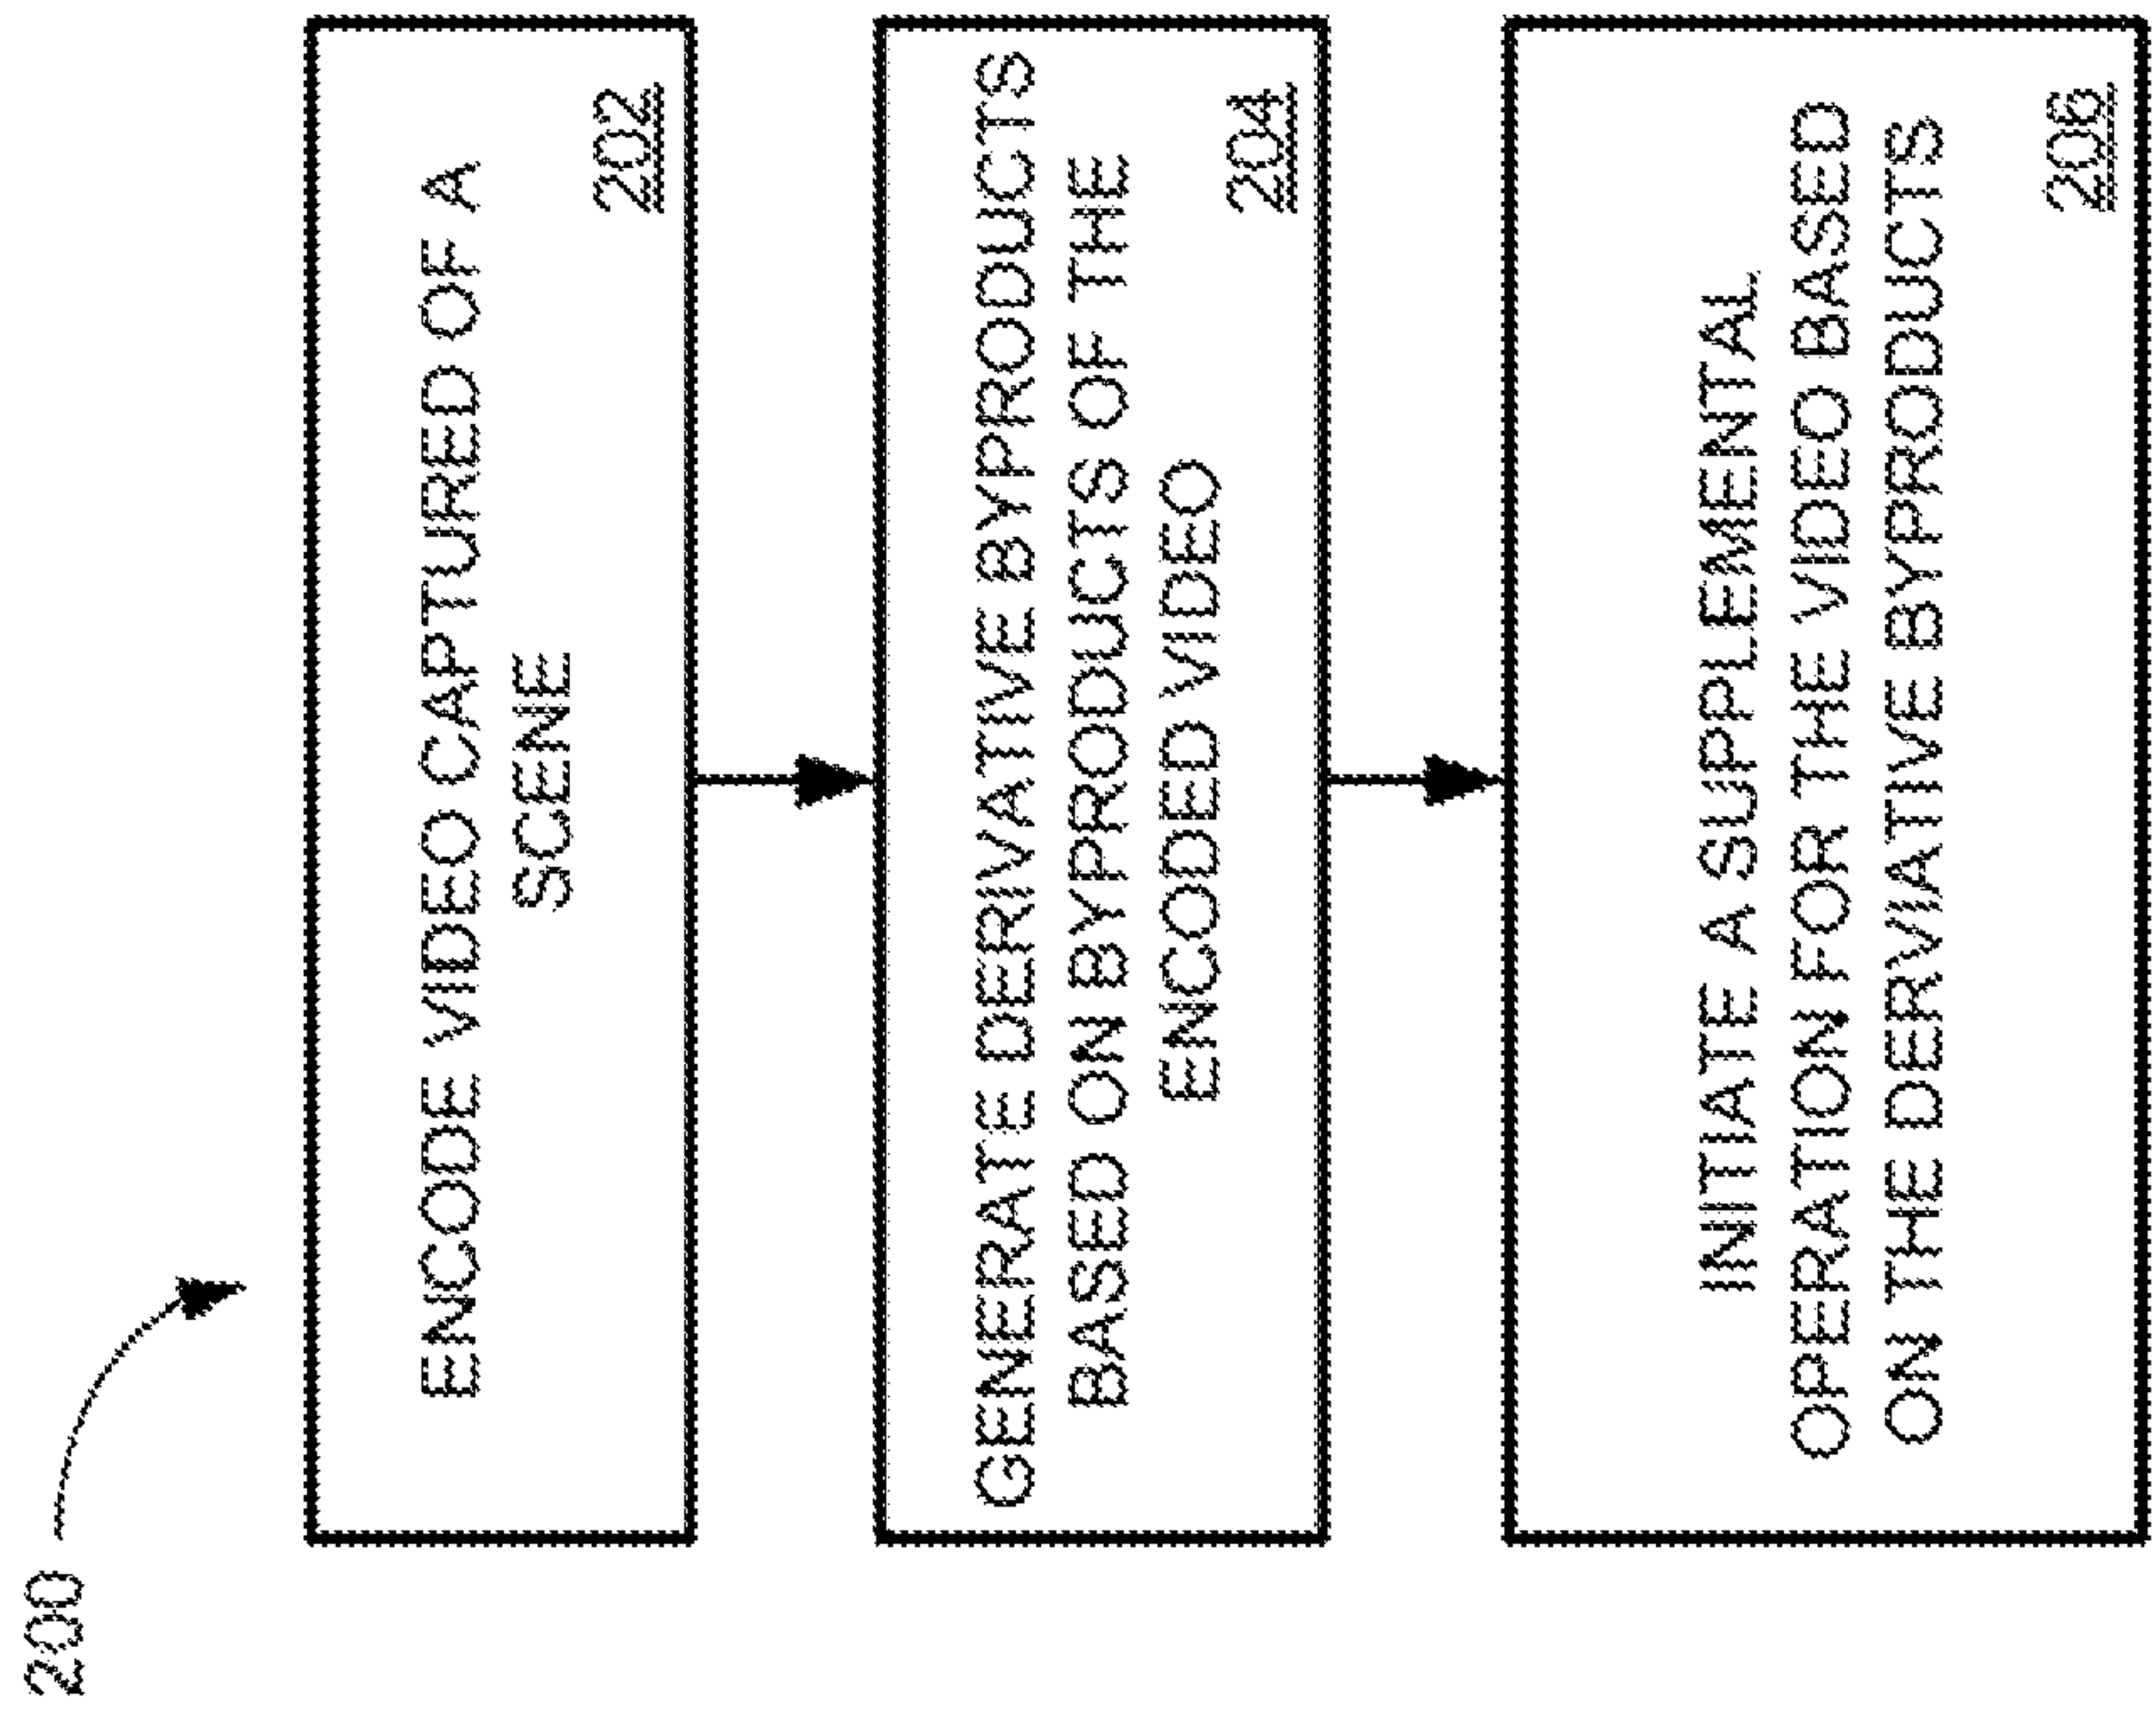 200
ENCODE VIDEO CAPTURED OF A
SCENE
202
GENERATE DERIVATIVE BYPRODUCTS
BASED ON BYPRODUCTS OF THE
ENCODED VIDEO
204
INITIATE A SUPPLEMENTAL
OPERATION FOR THE VIDEO BASED
ON THE DERVIATIVE BYPRODUCTS
206